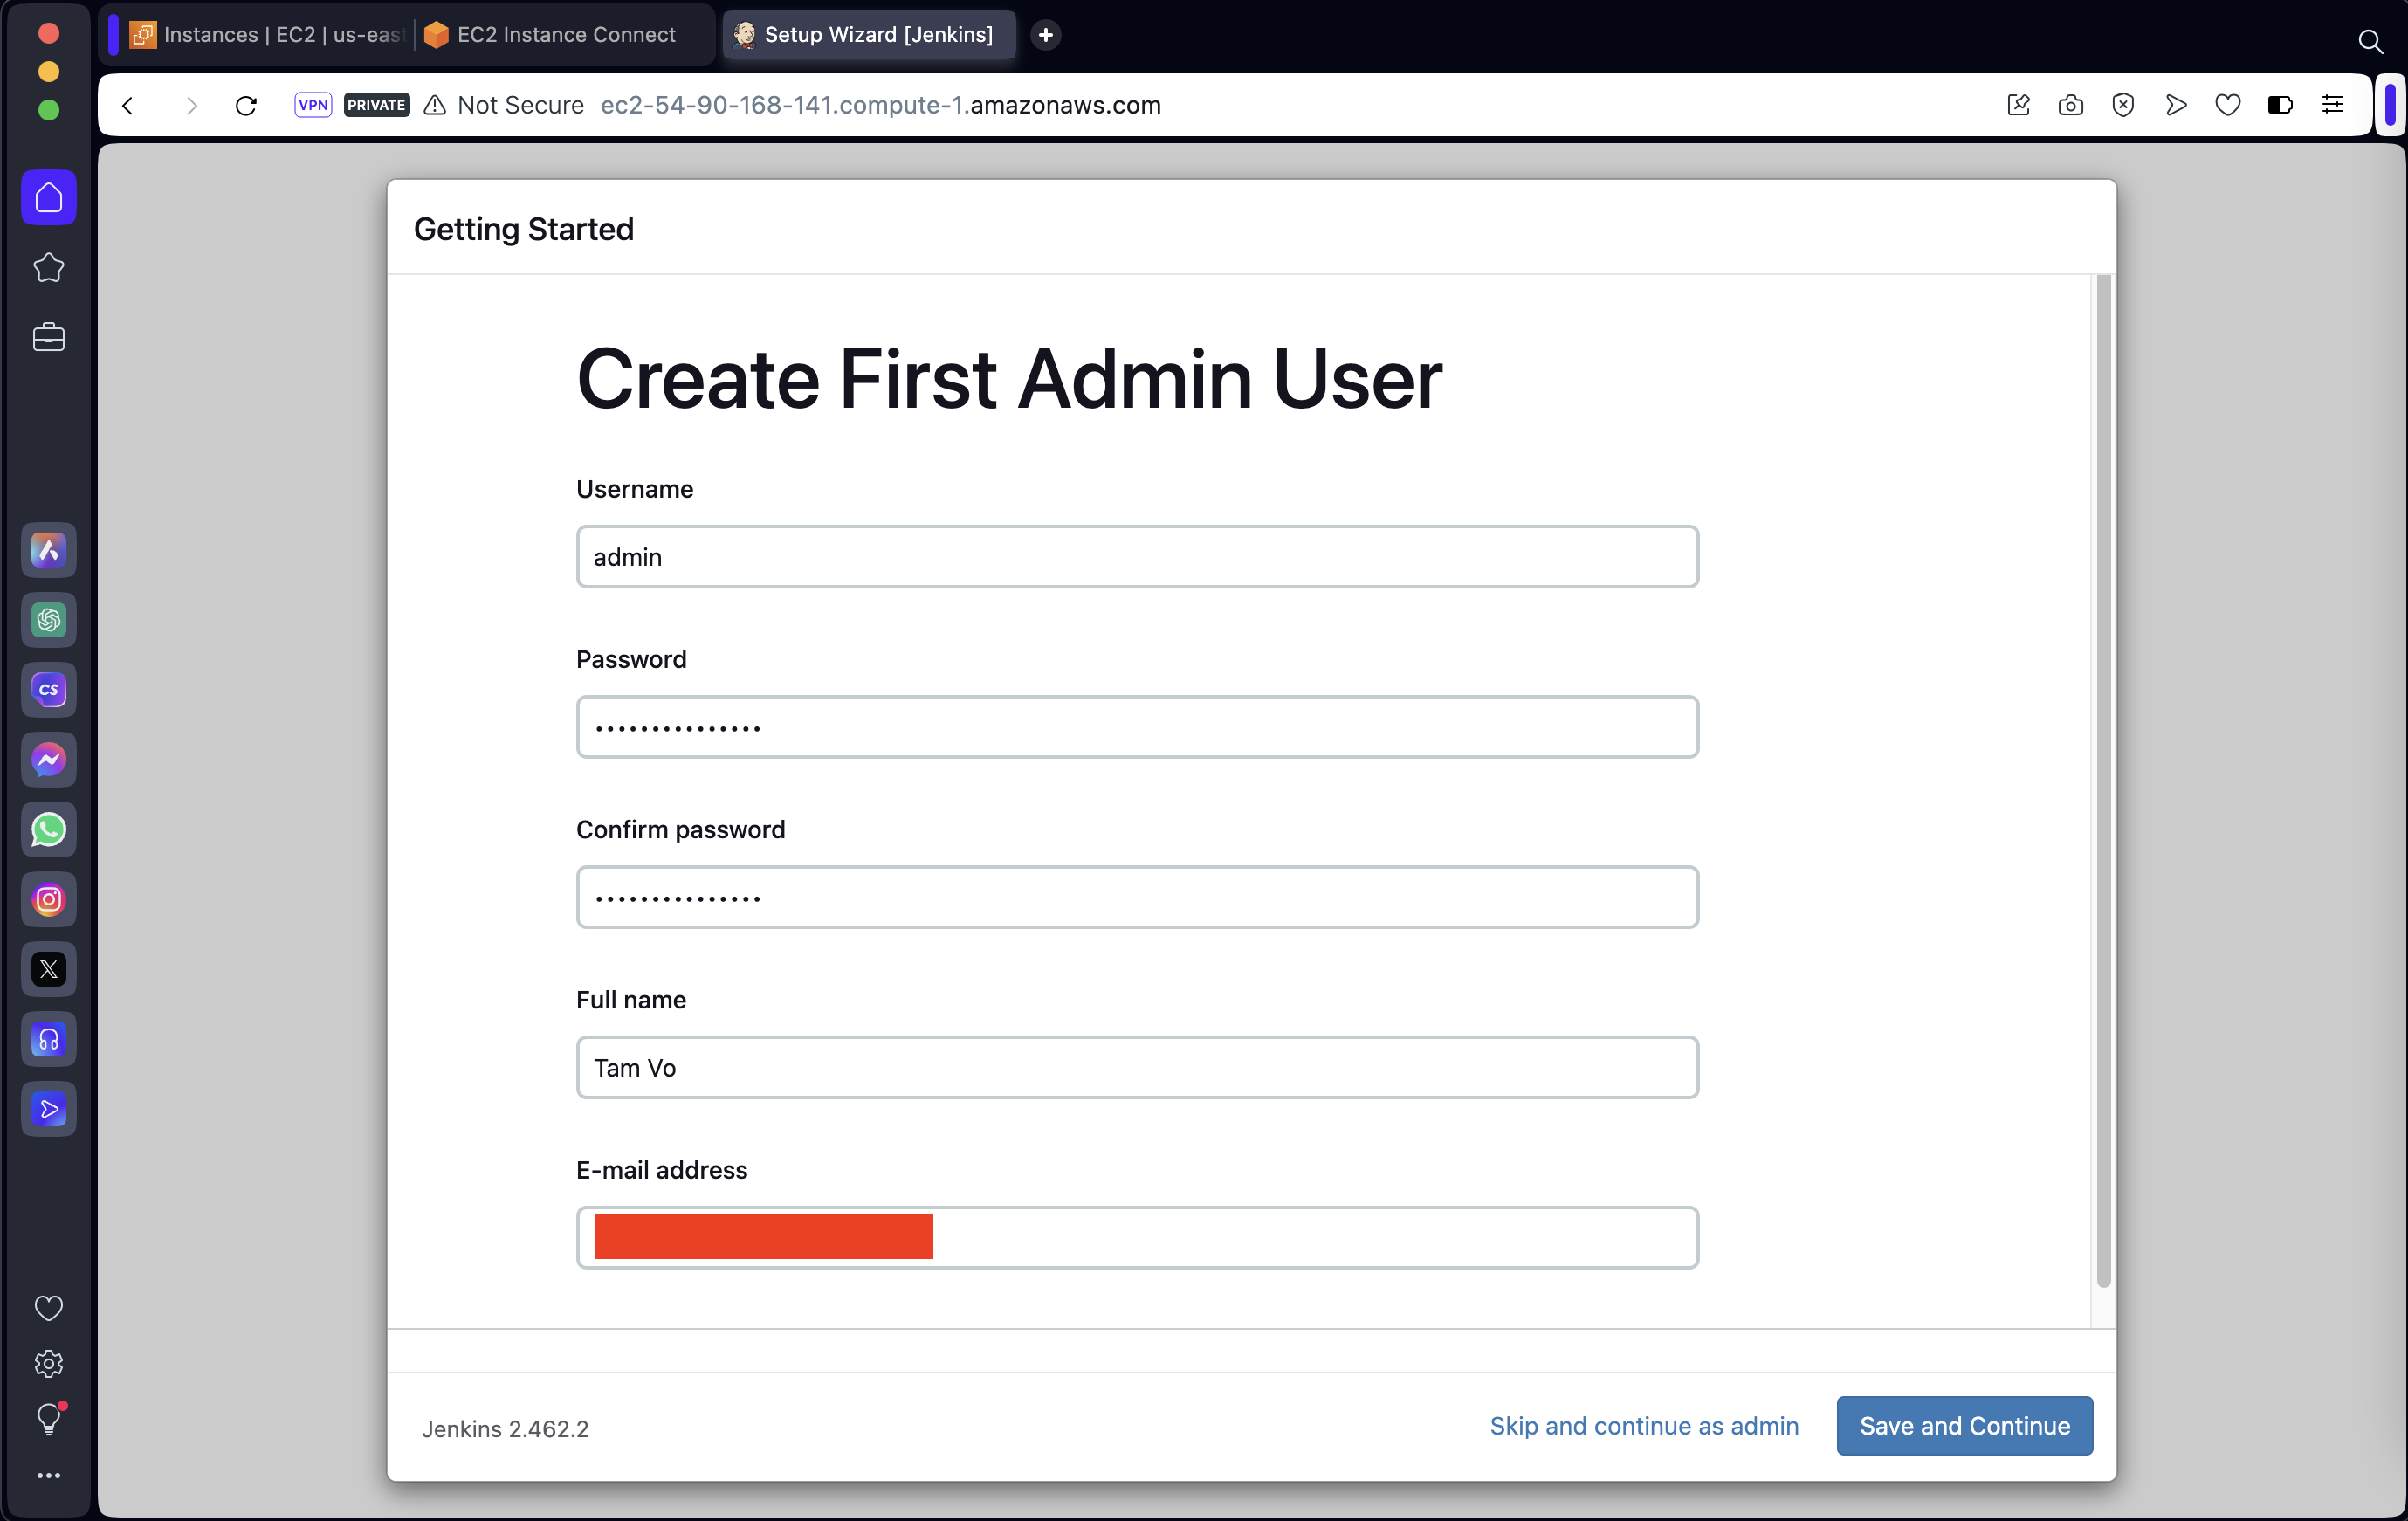 Instances | EC2 | us-east
EC2 Instance Connect
Setup Wizard [Jenkins]
VPN
PRIVATE
Not Secure
ec2-54-90-168-141.compute-1.amazonaws.com
Getting Started
Create First Admin User
Username
admin
Password
•••••••••••••••
Confirm password
•••••••••••••••
Full name
Tam Vo
E-mail address
CS
Jenkins 2.462.2
Skip and continue as admin
Save and Continue